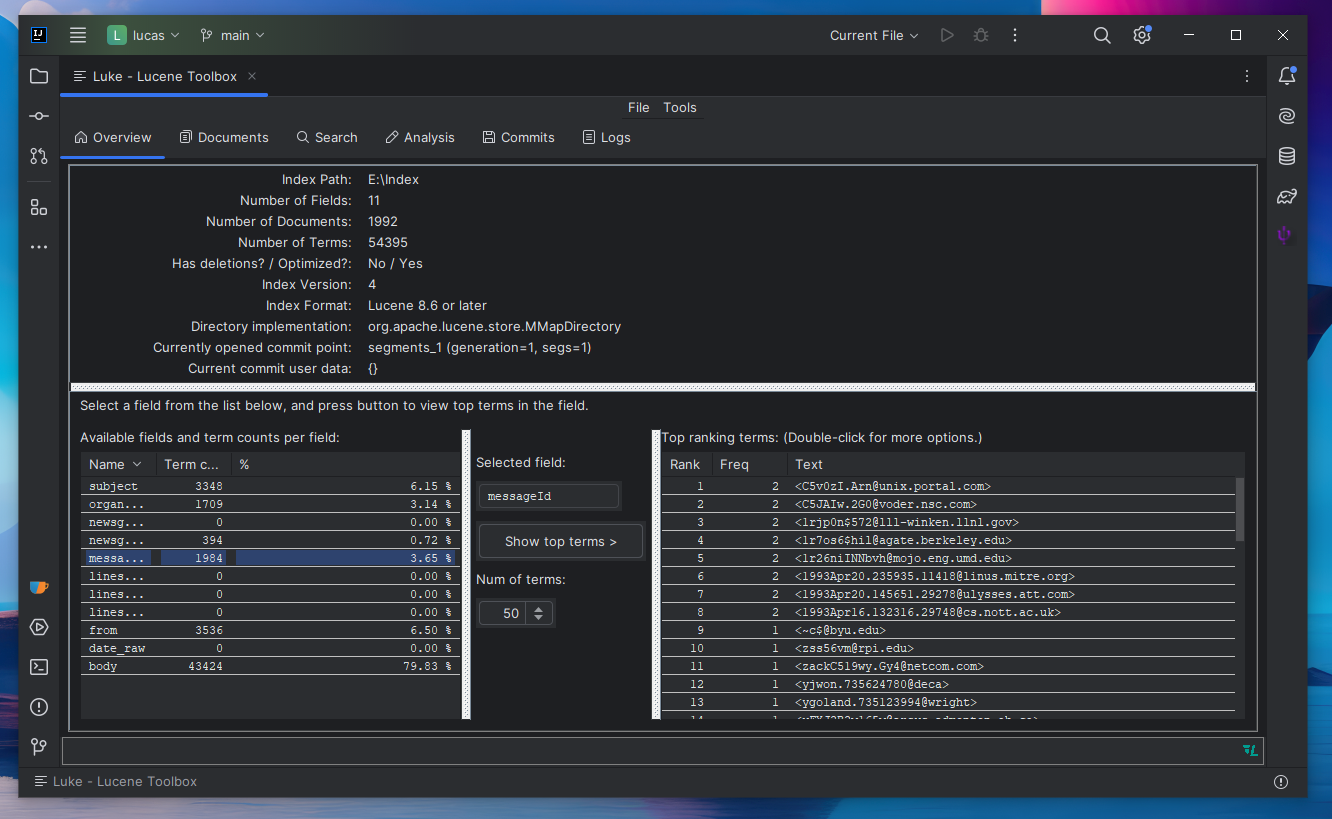 IJ L lucas main Current File
Luke - Lucene Toolbox
File Tools
Overview Documents Search Analysis Commits Logs
Index Path: E:\Index
Number of Fields: 11
Number of Documents: 1992
Number of Terms: 54395
Has deletions? / Optimized?: No / Yes
Index Version: 4
Index Format: Lucene 8.6 or later
Directory implementation: org.apache.lucene.store.MMapDirectory
Currently opened commit point: segments_1 (generation=1, segs=1)
Current commit user data: {}
Select a field from the list below, and press button to view top terms in the field.
Available fields and term counts per field:
Name Term c... %
subject 3348 6.15 %
organ... 1709 3.14 %
newsg... 0 0.00 %
newsg... 394 0.72 %
messa... 1984 3.65 %
lines... 0 0.00 %
lines... 0 0.00 %
lines... 0 0.00 %
from 3536 6.50 %
date_raw 0 0.00 %
body 43424 79.83 %
Selected field:
messageId
Show top terms >
Num of terms:
50
Top ranking terms: (Double-click for more options.)
Rank Freq Text
1 2 <C5v0zI.Arn@unix.portal.com>
2 2 <C5JAIw.2G0@voder.nsc.com>
3 2 <1rjp0n$572@lll-winken.llnl.gov>
4 2 <1r7os6$hil@agate.berkeley.edu>
5 2 <1r26niINNbvh@mojo.eng.umd.edu>
6 2 <1993Apr20.235935.11418@linus.mitre.org>
7 2 <1993Apr20.145651.29278@ulysses.att.com>
8 2 <1993Apr16.132316.29748@cs.nott.ac.uk>
9 1 <~c$@byu.edu>
10 1 <zss56vm@rpi.edu>
11 1 <zackC519wy.Gy4@netcom.com>
12 1 <yjwon.735624780@deca>
13 1 <ygoland.735123994@wright>
14 1
Luke - Lucene Toolbox